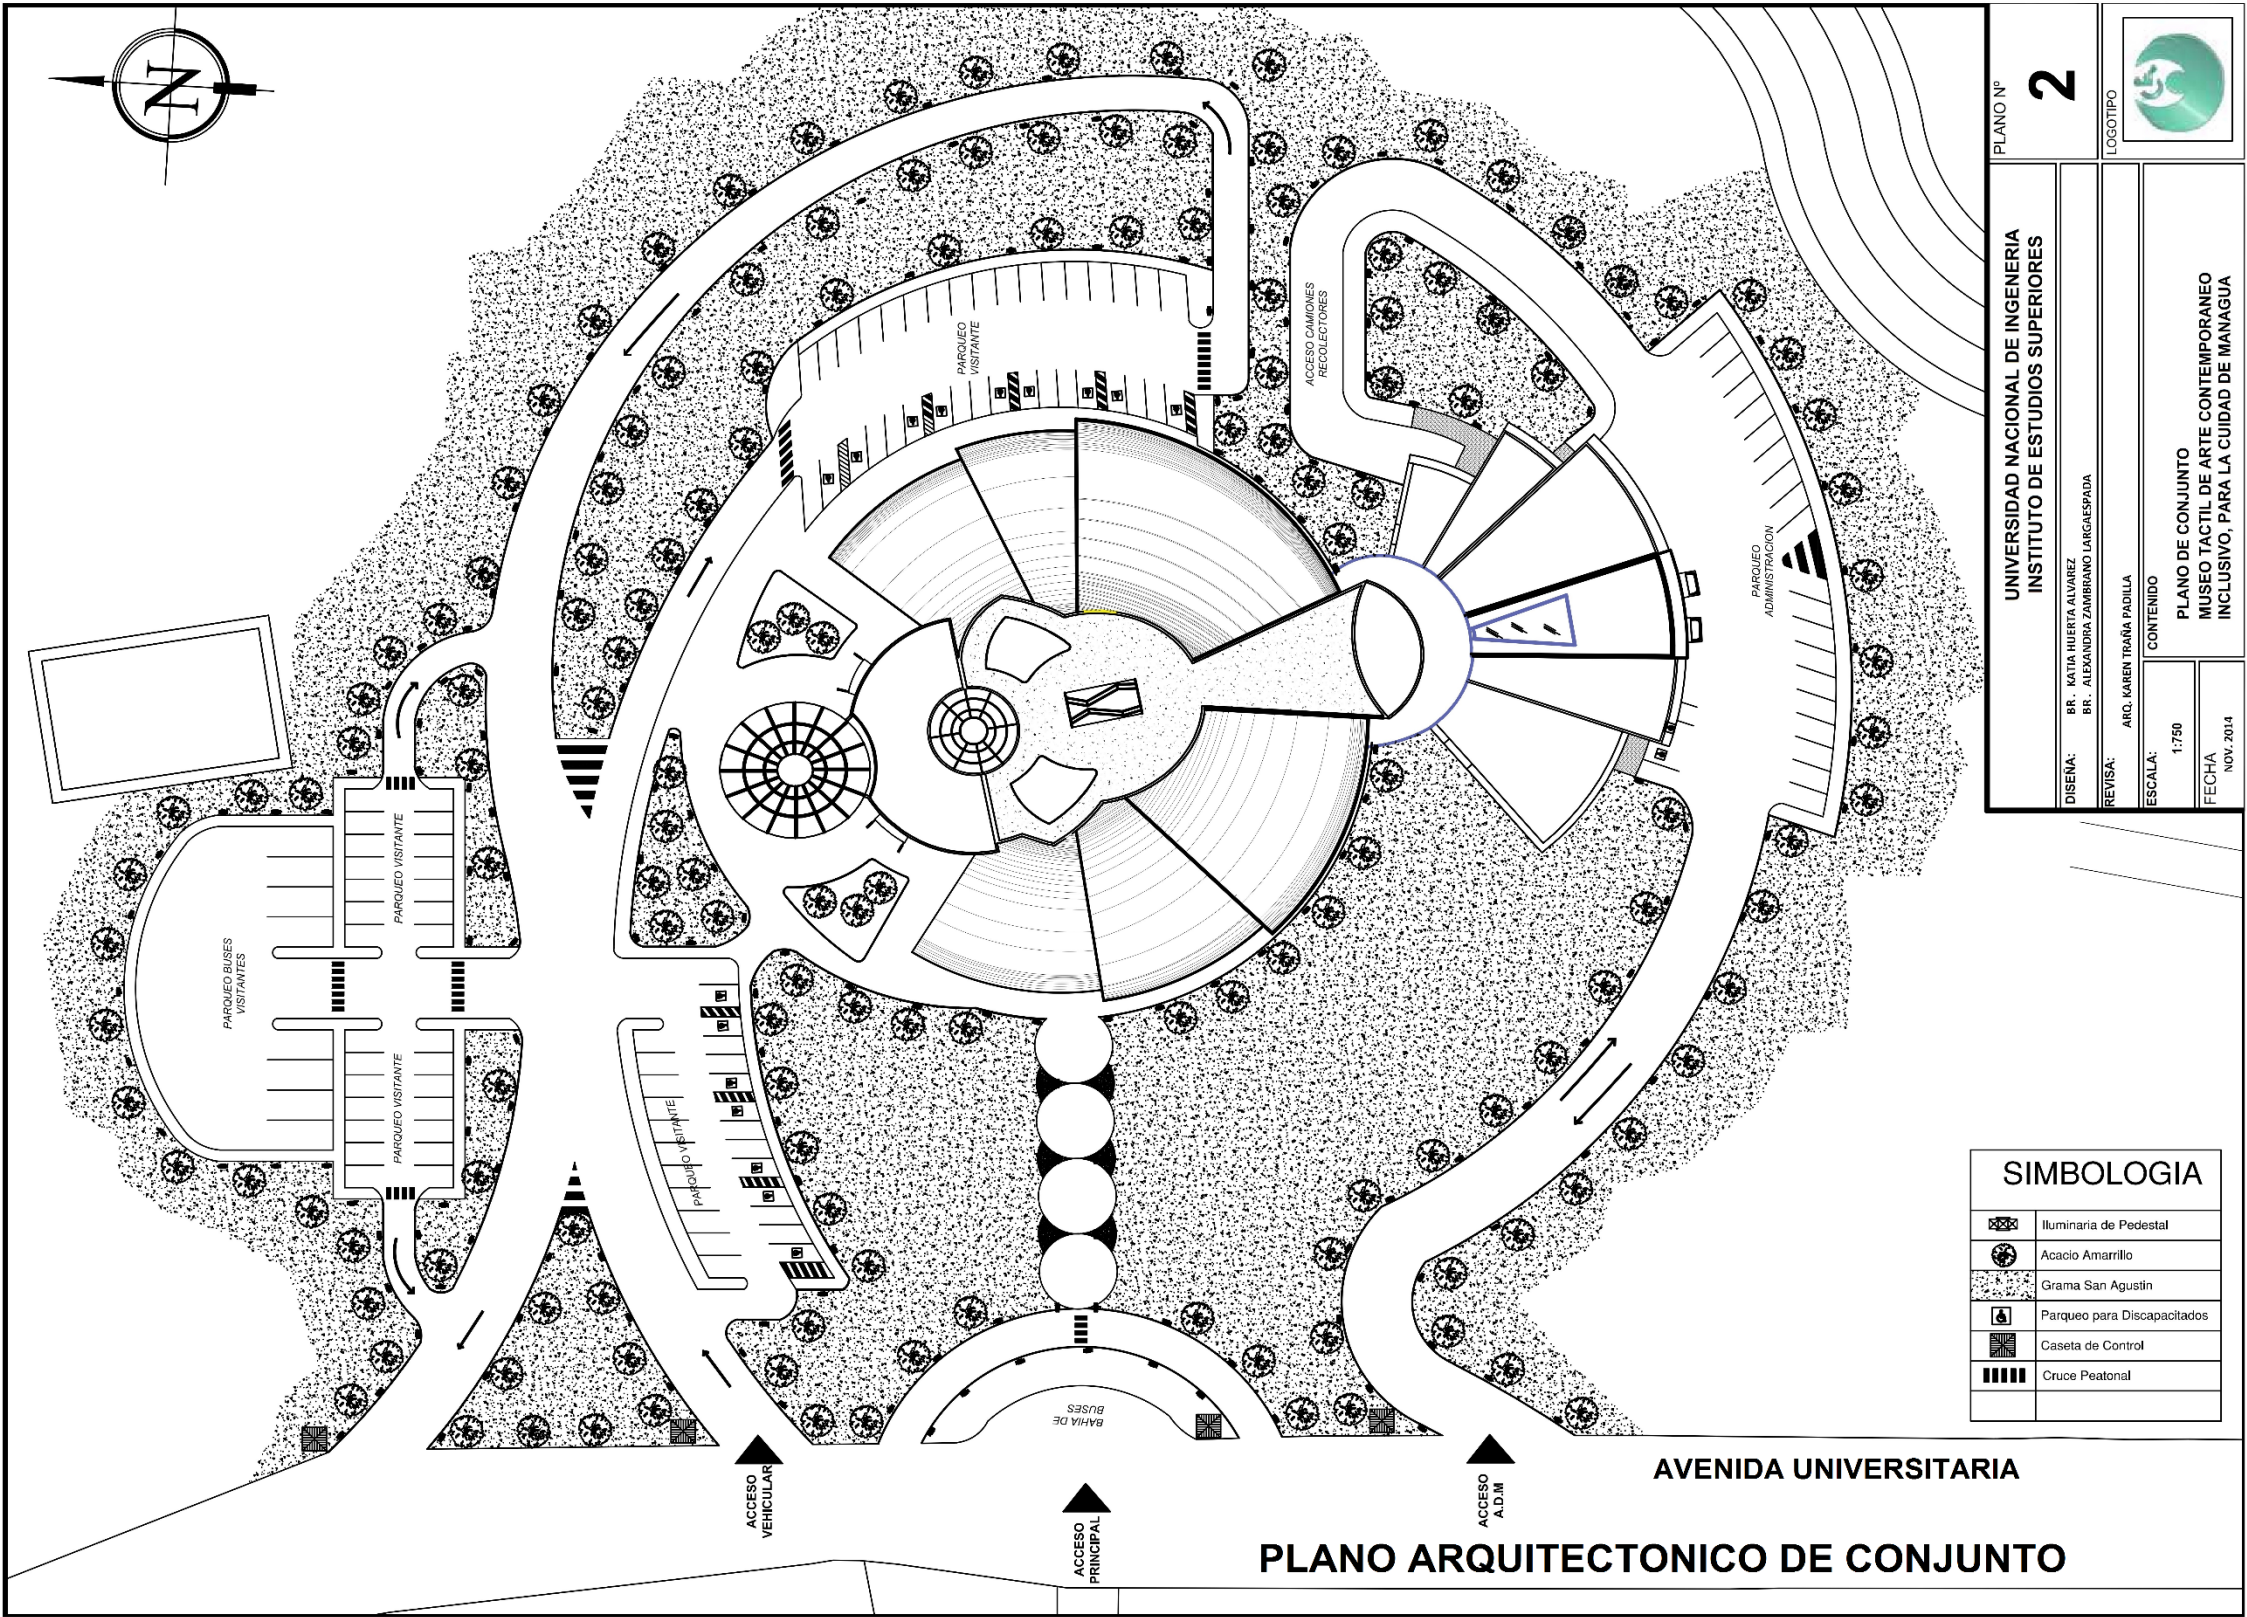 N
PLANO Nº
2
LOGOTIPO
UNIVERSIDAD NACIONAL DE INGENERIA
INSTITUTO DE ESTUDIOS SUPERIORES
DISEÑA:
BR. KATIA HUERTA ALVAREZ
BR. ALEXANDRA ZAMBRANO LARGAESPADA
REVISA:
ARQ. KAREN TRAÑA PADILLA
ESCALA:
1:750
CONTENIDO
PLANO DE CONJUNTO
MUSEO TACTIL DE ARTE CONTEMPORANEO
INCLUSIVO, PARA LA CUIDAD DE MANAGUA
FECHA
NOV. 2014
PARQUEO
VISITANTE
ACCESO CAMIONES
RECOLECTORES
PARQUEO
ADMINISTRACION
PARQUEO VISITANTE
PARQUEO BUSES
VISITANTES
PARQUEO VISITANTE
PARQUEO VISITANTE
BAHIA DE
BUSES
SIMBOLOGIA
Iluminaria de Pedestal
Acacio Amarrillo
Grama San Agustin
Parqueo para Discapacitados
Caseta de Control
Cruce Peatonal
ACCESO
VEHICULAR
ACCESO
PRINCIPAL
ACCESO
A.D.M
AVENIDA UNIVERSITARIA
PLANO ARQUITECTONICO DE CONJUNTO